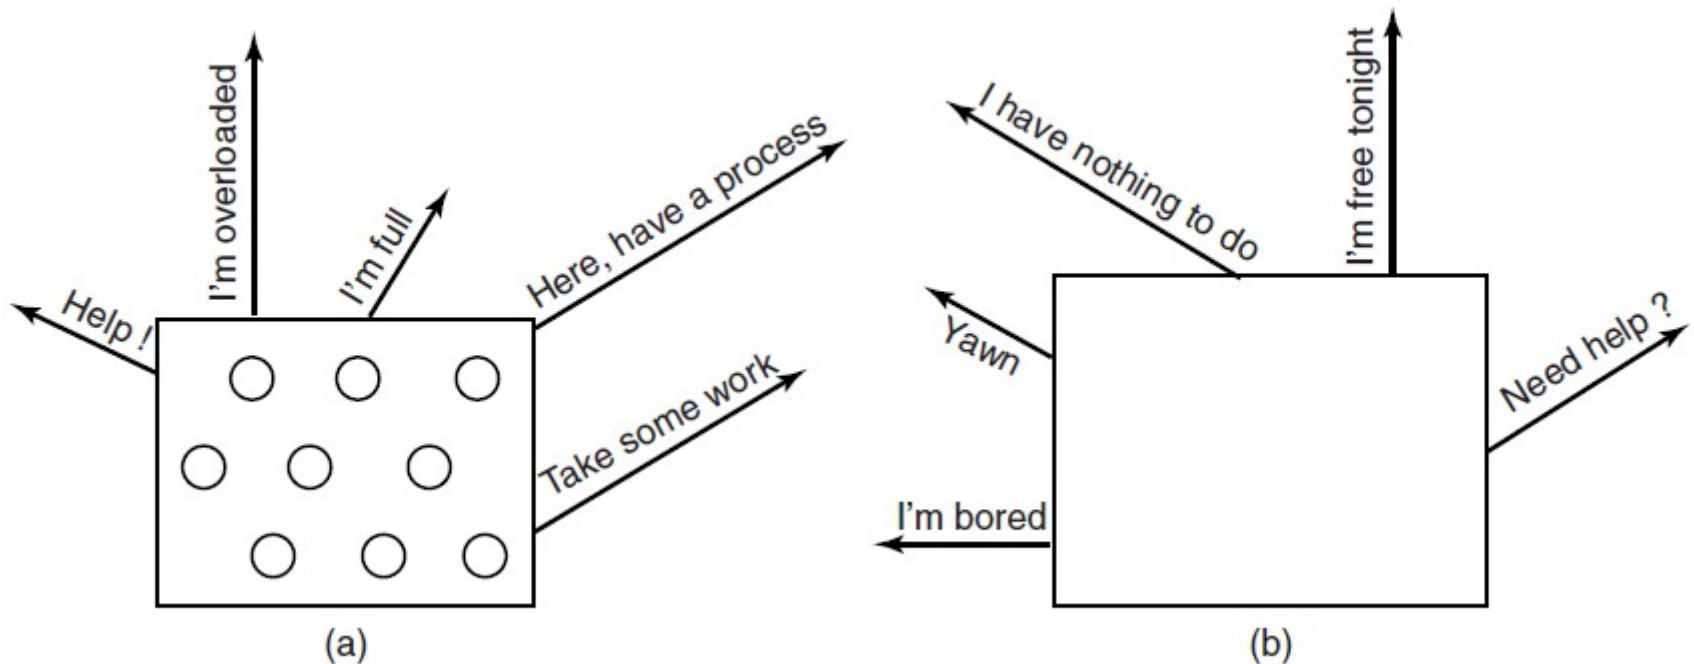 Help !
I'm overloaded
I'm full
Here, have a process
Take some work
(a)
I have nothing to do
I'm free tonight
Yawn
Need help ?
I'm bored
(b)